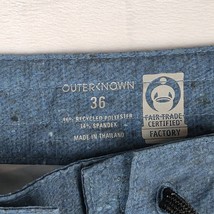 OUTERKNOWN
36
86% RECYCLED POLYESTER
14% SPANDEX
MADE IN THAILAND
FAIR TRADE
CERTIFIED
FACTORY